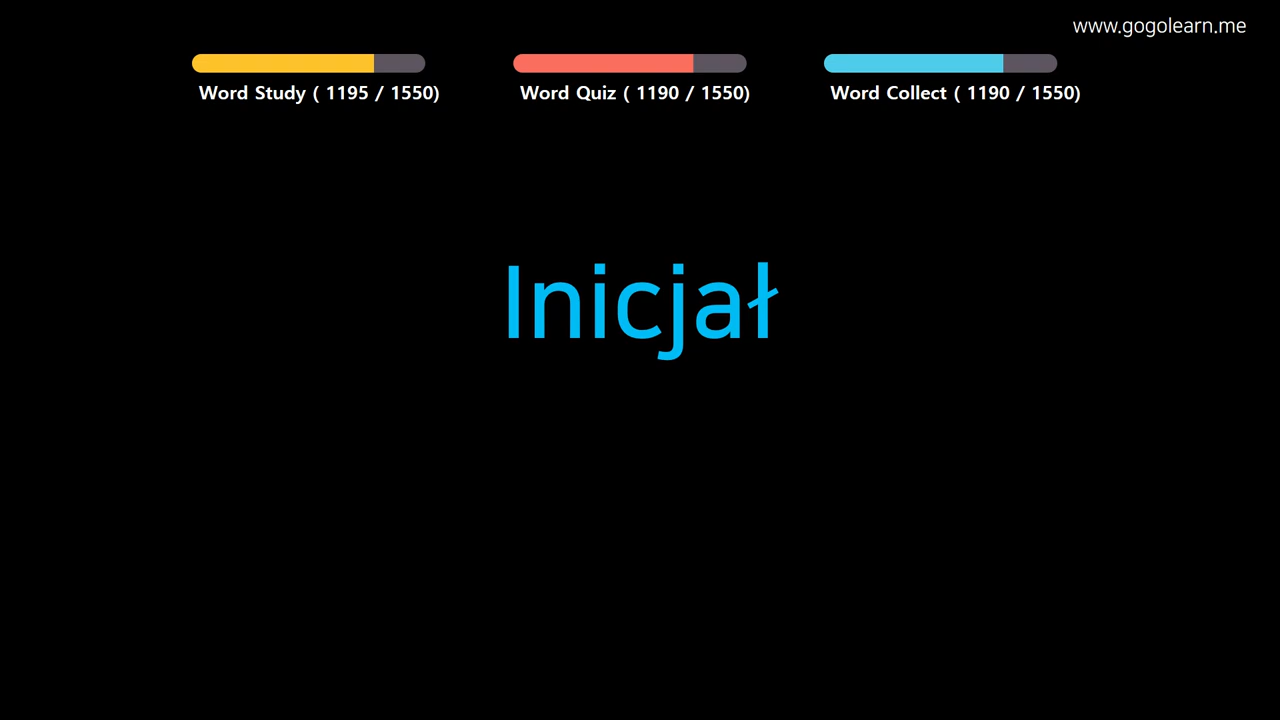 www.gogolearn.me
Word Study ( 1195 / 1550)
Word Quiz ( 1190 / 1550)
Word Collect ( 1190 / 1550)
Inicjał